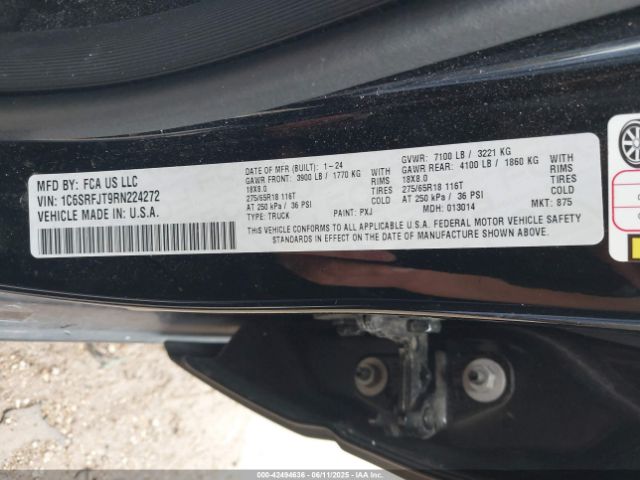 MFD BY: FCA US LLC
VIN: 1C6SRFJT9RN224272
VEHICLE MADE IN U.S.A.
DATE OF MFR (BUILT): 1-24
GAWR FRONT: 3900 LB / 1770 KG WITH
18X8.0 RIMS
275/65R18 116T TIRES
AT 250 kPa / 36 PSI COLD
TYPE: TRUCK PAINT: PXJ
GVWR: 7100 LB / 3221 KG
GAWR REAR: 4100 LB / 1860 KG WITH
18X8.0 RIMS
275/65R18 116T TIRES
AT 250 kPa / 36 PSI COLD
MDH: 013014 MKT: 875
THIS VEHICLE CONFORMS TO ALL APPLICABLE U.S.A. FEDERAL MOTOR VEHICLE SAFETY
STANDARDS IN EFFECT ON THE DATE OF MANUFACTURE SHOWN ABOVE.
000-42494636 - 06/11/2025 - IAAI.COM